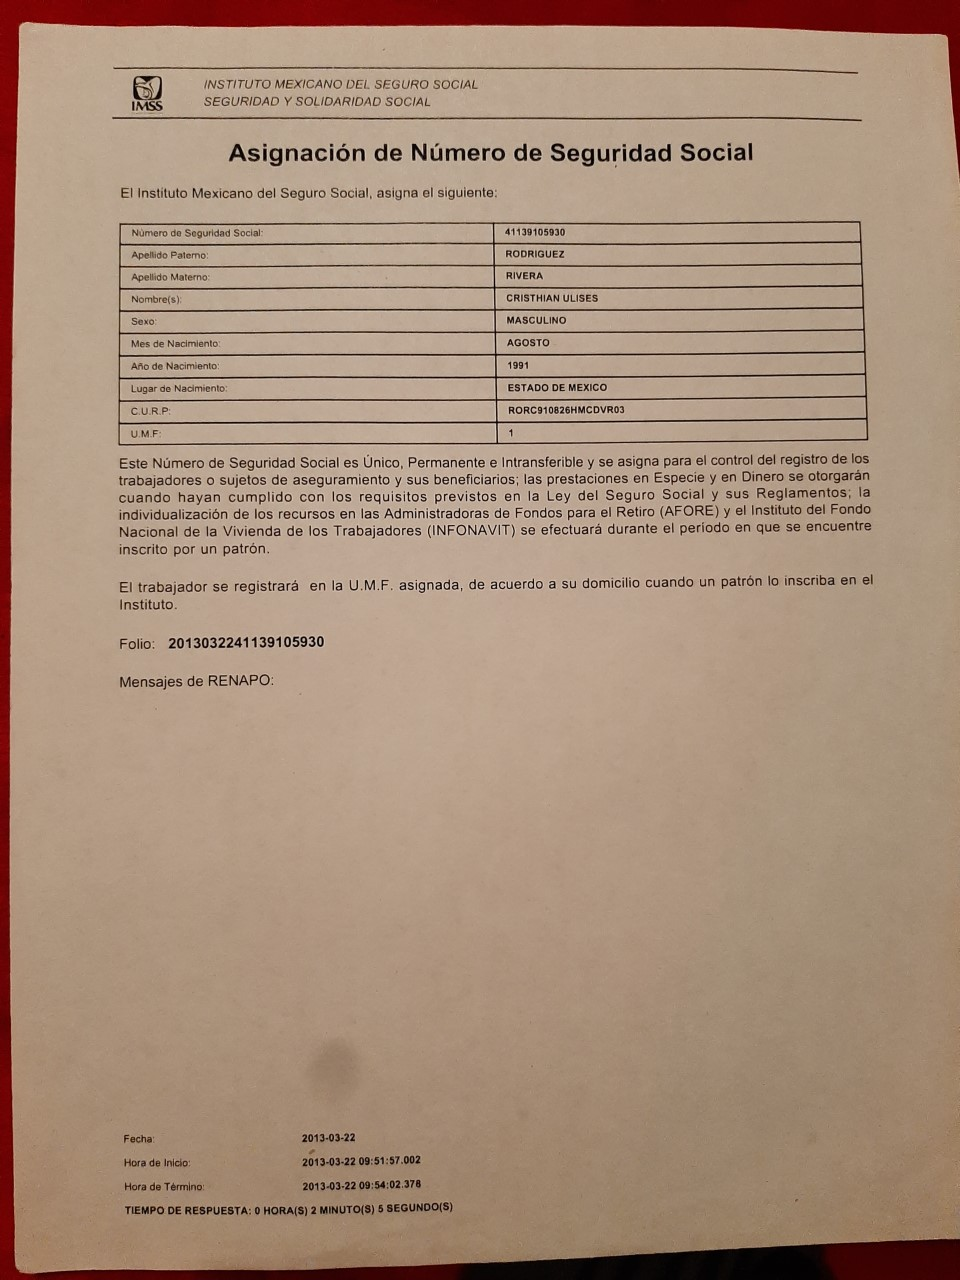 IMSS
INSTITUTO MEXICANO DEL SEGURO SOCIAL
SEGURIDAD Y SOLIDARIDAD SOCIAL
Asignación de Número de Seguridad Social
El Instituto Mexicano del Seguro Social, asigna el siguiente:
Número de Seguridad Social: 41139105930
Apellido Paterno: RODRIGUEZ
Apellido Materno: RIVERA
Nombre(s): CRISTHIAN ULISES
Sexo: MASCULINO
Mes de Nacimiento: AGOSTO
Año de Nacimiento: 1991
Lugar de Nacimiento: ESTADO DE MEXICO
C.U.R.P: RORC910826HMCDVR03
U.M.F: 1
Este Número de Seguridad Social es Único, Permanente e Intransferible y se asigna para el control del registro de los
trabajadores o sujetos de aseguramiento y sus beneficiarios; las prestaciones en Especie y en Dinero se otorgarán
cuando hayan cumplido con los requisitos previstos en la Ley del Seguro Social y sus Reglamentos; la
individualización de los recursos en las Administradoras de Fondos para el Retiro (AFORE) y el Instituto del Fondo
Nacional de la Vivienda de los Trabajadores (INFONAVIT) se efectuará durante el período en que se encuentre
inscrito por un patrón.
El trabajador se registrará en la U.M.F. asignada, de acuerdo a su domicilio cuando un patrón lo inscriba en el
Instituto.
Folio: 2013032241139105930
Mensajes de RENAPO:
Fecha: 2013-03-22
Hora de Inicio: 2013-03-22 09:51:57.002
Hora de Término: 2013-03-22 09:54:02.378
TIEMPO DE RESPUESTA: 0 HORA(S) 2 MINUTO(S) 5 SEGUNDO(S)